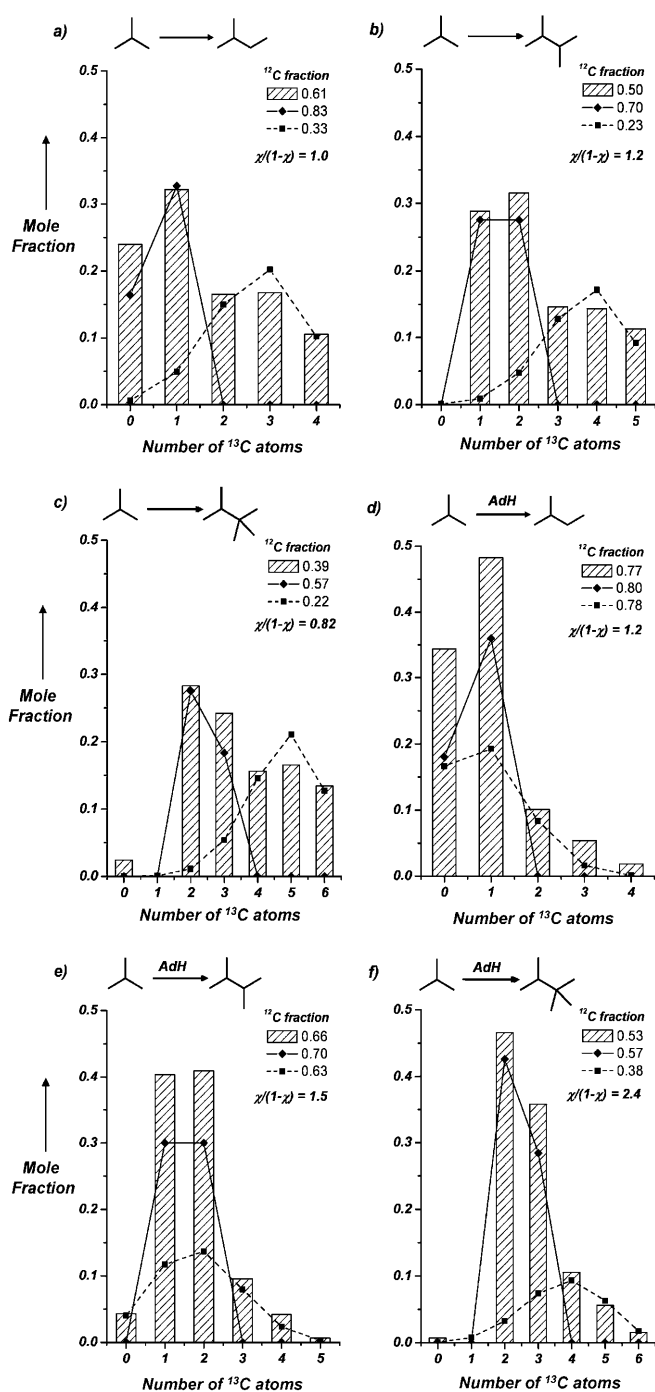 a)
¹²C fraction
0.61
0.83
0.33
χ/(1-χ) = 1.0
0.5
0.4
0.3
0.2
0.1
0.0
Mole
Fraction
0 1 2 3 4
Number of ¹³C atoms
b)
¹²C fraction
0.50
0.70
0.23
χ/(1-χ) = 1.2
0.5
0.4
0.3
0.2
0.1
0.0
0 1 2 3 4 5
Number of ¹³C atoms
c)
¹²C fraction
0.39
0.57
0.22
χ/(1-χ) = 0.82
0.5
0.4
0.3
0.2
0.1
0.0
Mole
Fraction
0 1 2 3 4 5 6
Number of ¹³C atoms
d)
AdH
¹²C fraction
0.77
0.80
0.78
χ/(1-χ) = 1.2
0.5
0.4
0.3
0.2
0.1
0.0
0 1 2 3 4
Number of ¹³C atoms
e)
AdH
¹²C fraction
0.66
0.70
0.63
χ/(1-χ) = 1.5
0.5
0.4
0.3
0.2
0.1
0.0
Mole
Fraction
0 1 2 3 4 5
Number of ¹³C atoms
f)
AdH
¹²C fraction
0.53
0.57
0.38
χ/(1-χ) = 2.4
0.5
0.4
0.3
0.2
0.1
0.0
0 1 2 3 4 5 6
Number of ¹³C atoms